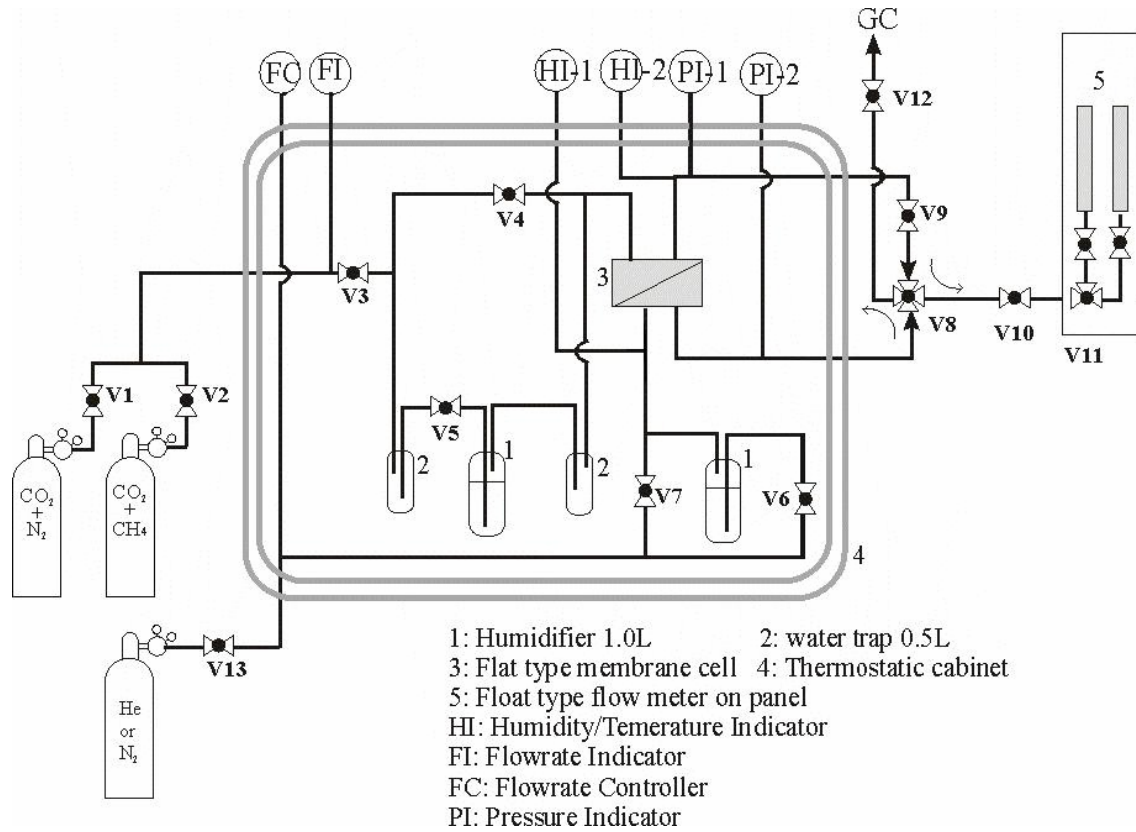 GC
FC
FI
HI-1
HI-2
PI-1
PI-2
V12
5
V4
V9
3
V3
V8
V10
V11
V1
V2
V5
1
2
2
1
V7
V6
CO2
+
N2
CO2
+
CH4
4
V13
He
or
N2
1: Humidifier 1.0L 2: water trap 0.5L
3: Flat type membrane cell 4: Thermostatic cabinet
5: Float type flow meter on panel
HI: Humidity/Temerature Indicator
FI: Flowrate Indicator
FC: Flowrate Controller
PI: Pressure Indicator